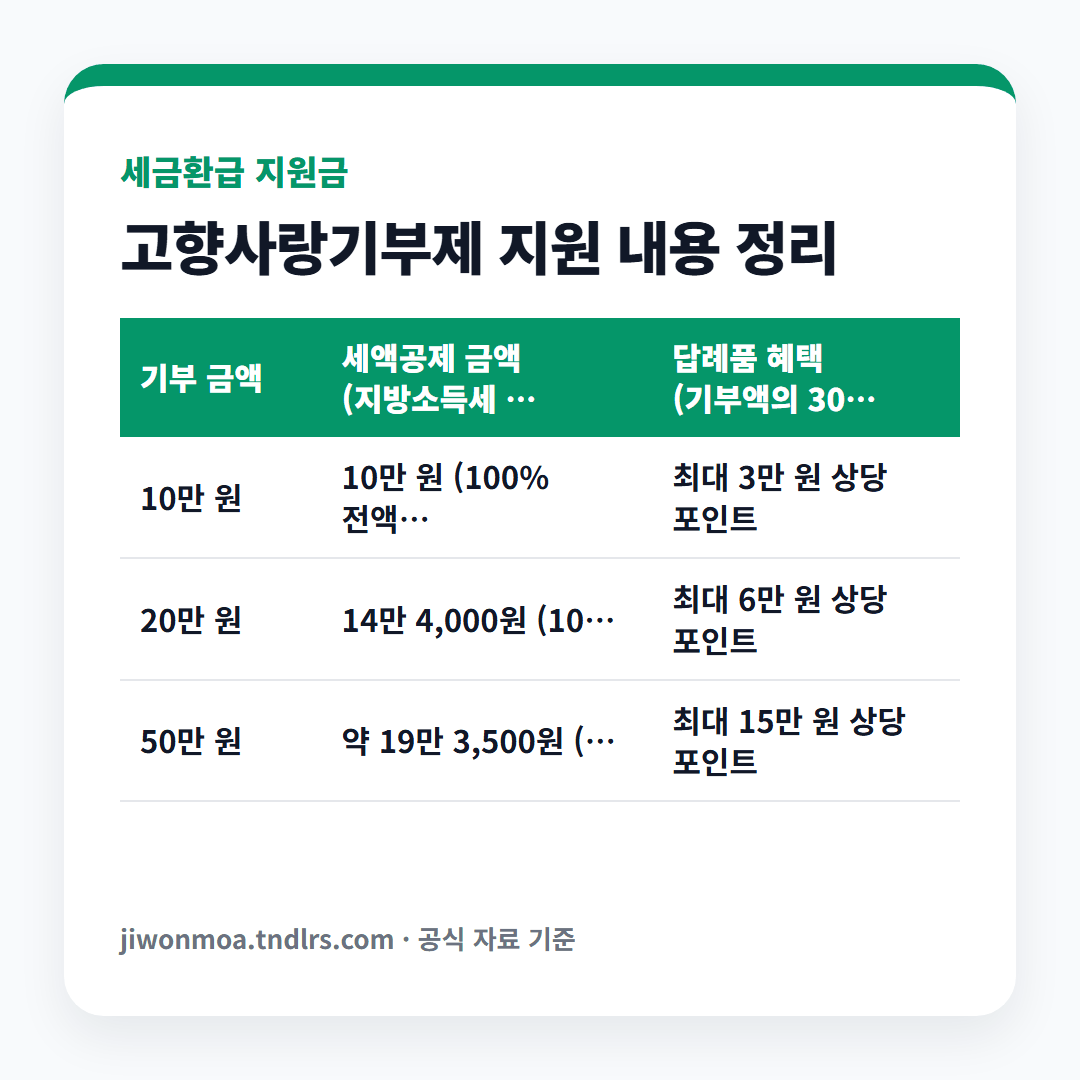 세금환급 지원금
고향사랑기부제 지원 내용 정리
기부 금액
세액공제 금액
(지방소득세 ⋯
답례품 혜택
(기부액의 30⋯
10만 원
10만 원 (100%
전액⋯
최대 3만 원 상당
포인트
20만 원
14만 4,000원 (10⋯
최대 6만 원 상당
포인트
50만 원
약 19만 3,500원 (⋯
최대 15만 원 상당
포인트
jiwonmoa.tndlrs.com · 공식 자료 기준